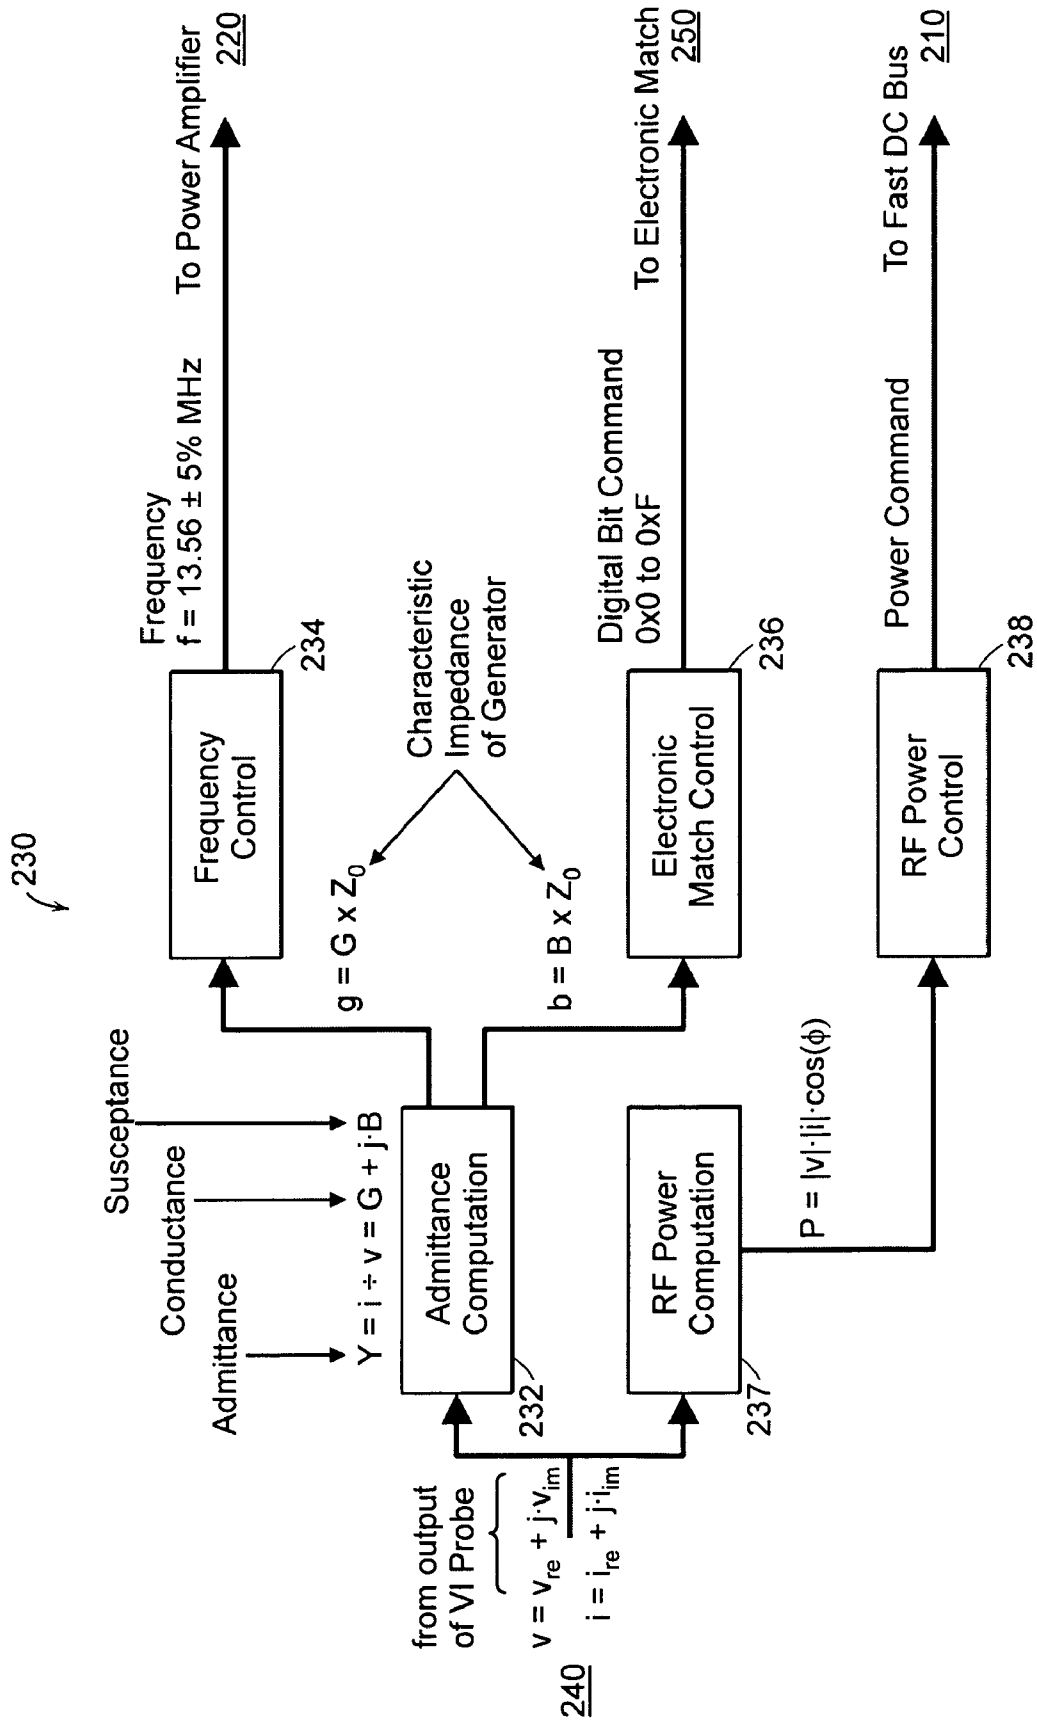 230
from output
of VI Probe
v = v_re + j·v_im
i = i_re + j·i_im
240
Admittance
Conductance
Susceptance
Y = i ÷ v = G + j·B
Admittance
Computation
232
RF Power
Computation
237
g = G x Z_0
b = B x Z_0
Characteristic
Impedance
of Generator
P = |v|·|i|·cos(ϕ)
Frequency
Control
234
Electronic
Match Control
236
RF Power
Control
238
Frequency
f = 13.56 ± 5% MHz
To Power Amplifier
220
Digital Bit Command
0x0 to 0xF
To Electronic Match
250
Power Command
To Fast DC Bus
210